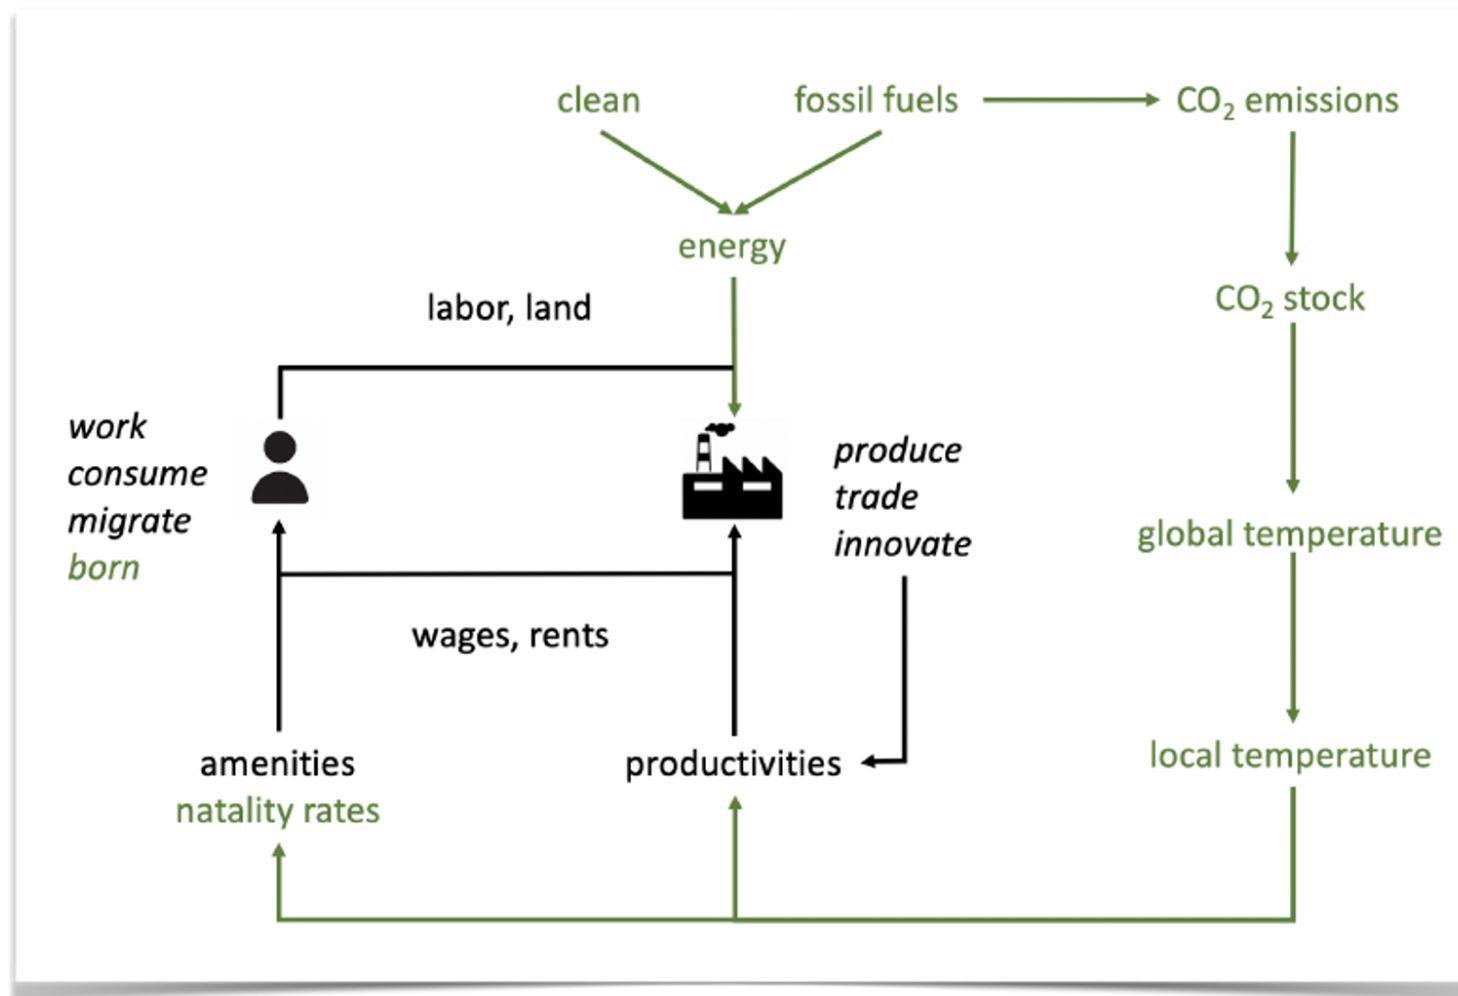 clean
fossil fuels
CO₂ emissions
energy
CO₂ stock
labor, land
work
consume
migrate
born
produce
trade
innovate
global temperature
wages, rents
amenities
natality rates
productivities
local temperature